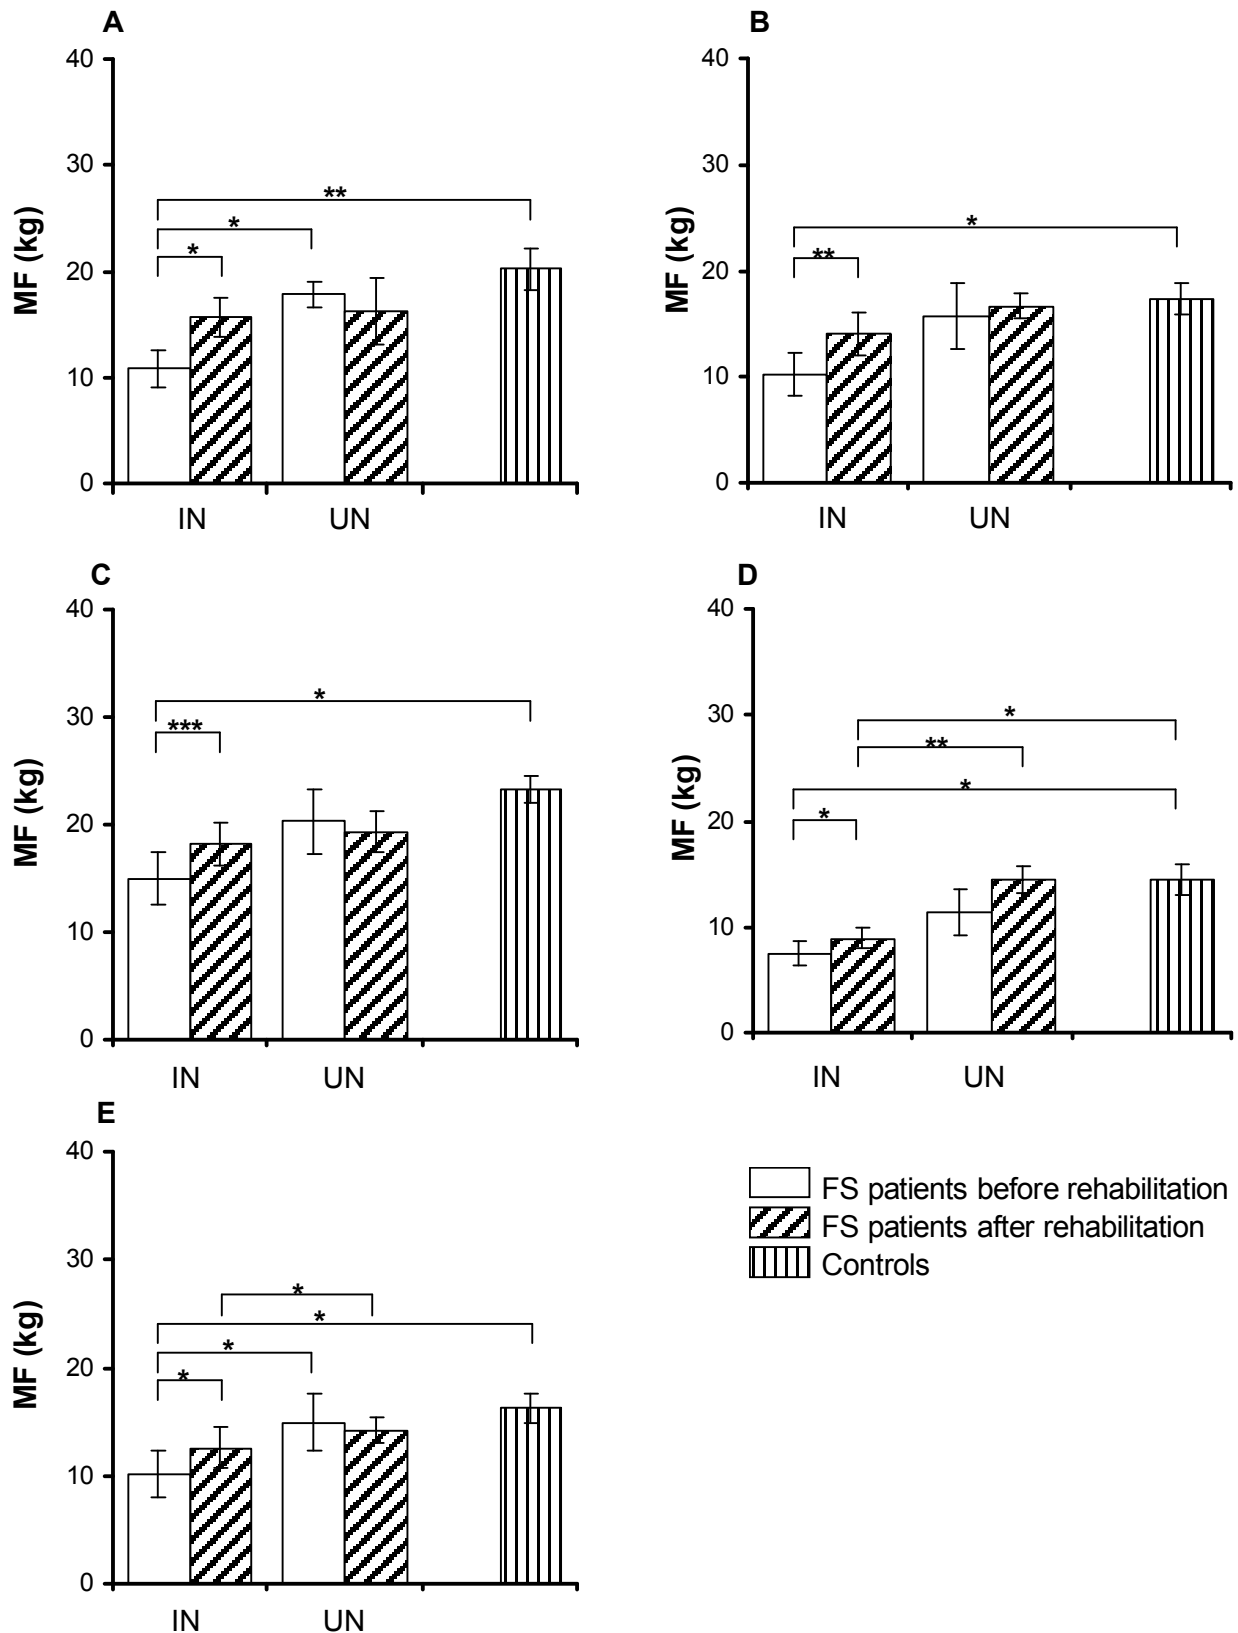 A
MF (kg)
40
30
20
10
0
**
*
*
IN UN
B
MF (kg)
40
30
20
10
0
*
**
IN UN
C
MF (kg)
40
30
20
10
0
*
***
IN UN
D
MF (kg)
40
30
20
10
0
*
**
*
*
IN UN
E
MF (kg)
40
30
20
10
0
*
*
*
*
IN UN
FS patients before rehabilitation
FS patients after rehabilitation
Controls